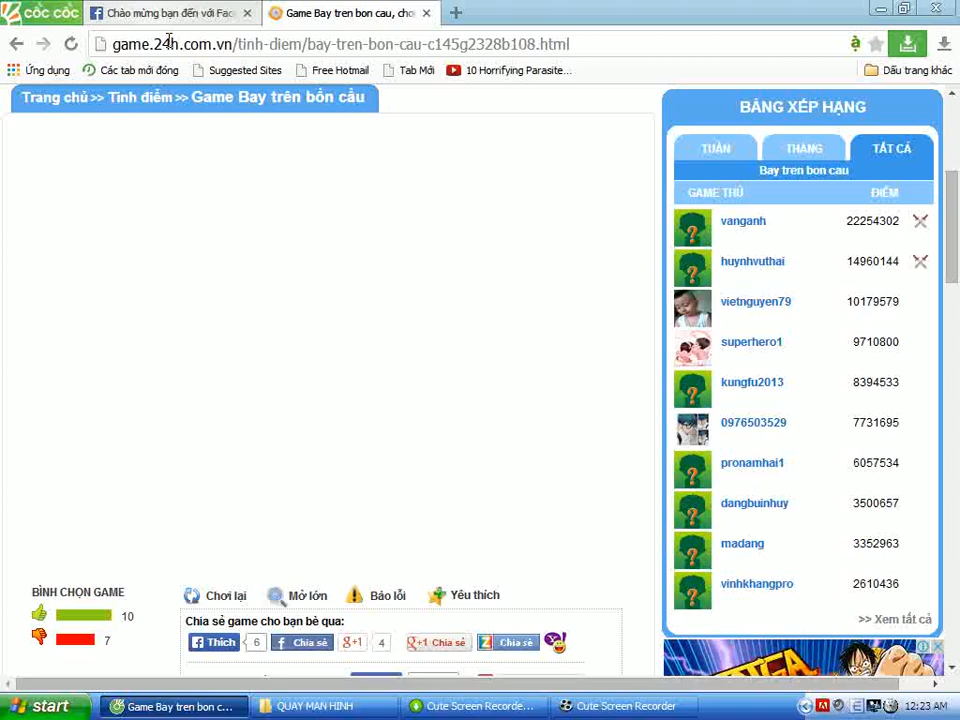 cốc cốc
Chào mừng bạn đến với Fac
Game Bay tren bon cau, cho
game.24h.com.vn/tinh-diem/bay-tren-bon-cau-c145g2328b108.html
Ứng dụng
Các tab mới đóng
Suggested Sites
Free Hotmail
Tab Mới
10 Horrifying Parasite...
Dấu trang khác
Trang chủ >> Tính điểm >> Game Bay trên bồn cầu
BẢNG XẾP HẠNG
TUẦN
THÁNG
TẤT CẢ
Bay tren bon cau
GAME THỦ
ĐIỂM
vanganh 22254302
huynhvuthai 14960144
vietnguyen79 10179579
superhero1 9710800
kungfu2013 8394533
0976503529 7731695
pronamhai1 6057534
dangbuinhuy 3500657
madang 3352963
vinhkhangpro 2610436
>> Xem tất cả
BÌNH CHỌN GAME
10
7
Chơi lại
Mở lớn
Báo lỗi
Yêu thích
Chia sẻ game cho bạn bè qua:
Thích 6
Chia sẻ
g+1 4
g+1 Chia sẻ
Chia sẻ
start
Game Bay tren bon c...
QUAY MAN HINH
Cute Screen Recorde...
Cute Screen Recorder
12:23 AM